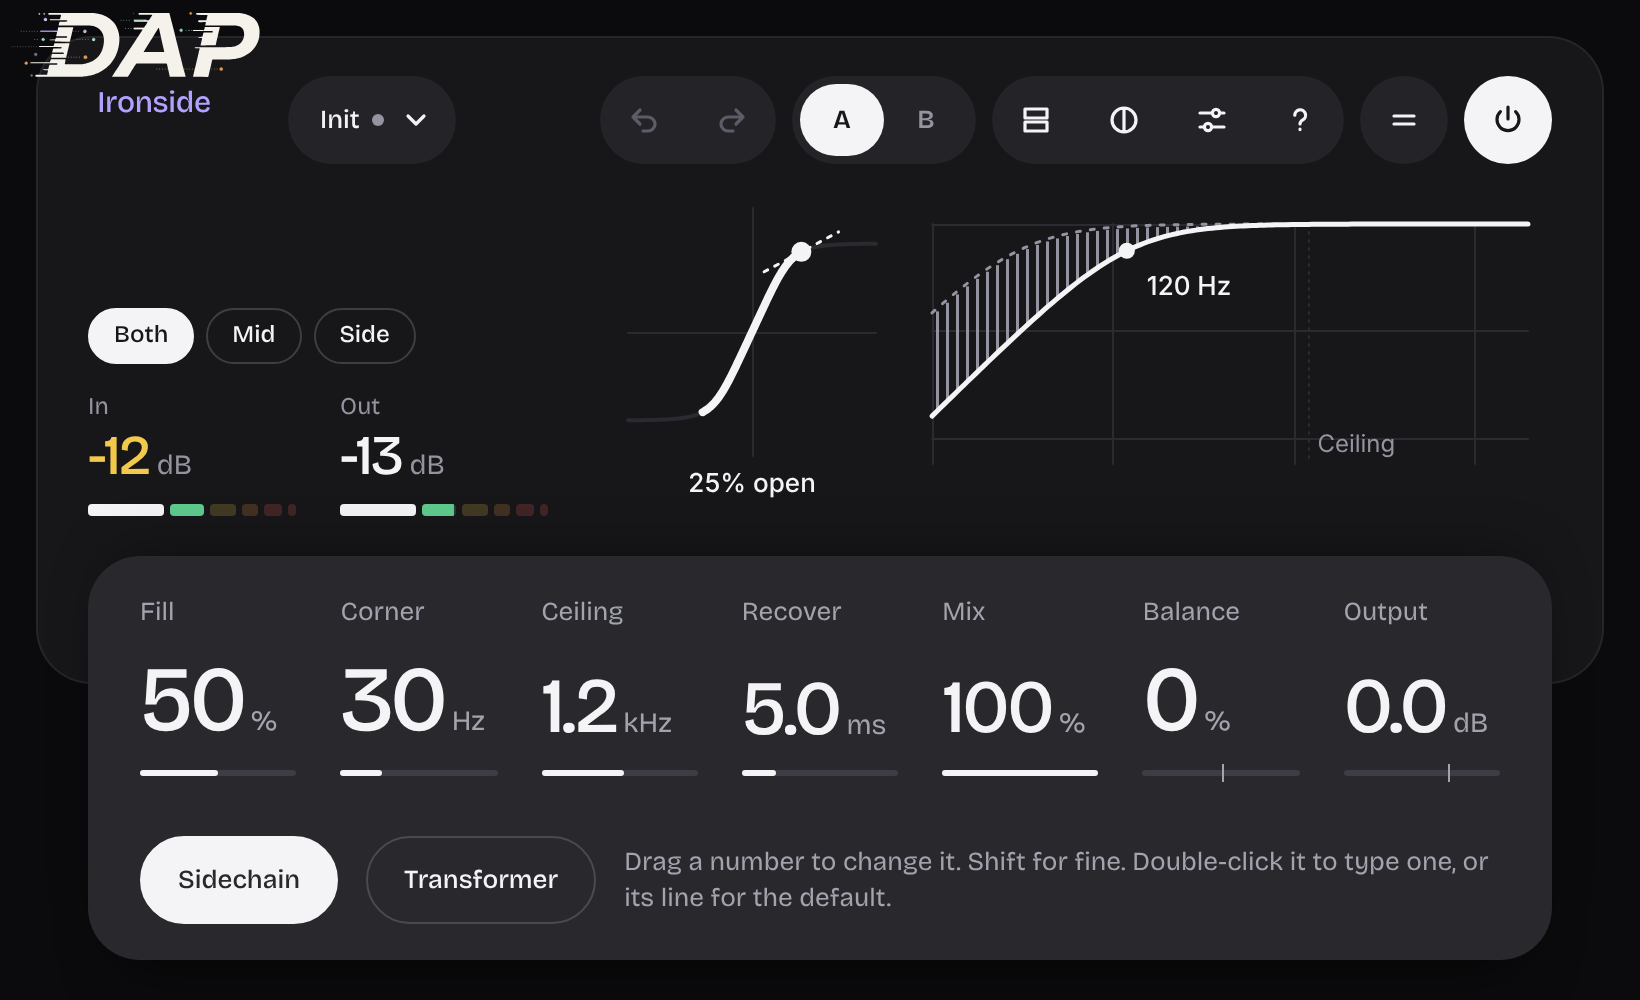 DAP
Ironside
Init
A B ?
Both Mid Side
In Out
-12 dB -13 dB
120 Hz
Ceiling
25% open
Fill Corner Ceiling Recover Mix Balance Output
50 % 30 Hz 1.2 kHz 5.0 ms 100 % 0 % 0.0 dB
Sidechain Transformer
Drag a number to change it. Shift for fine. Double-click it to type one, or
its line for the default.